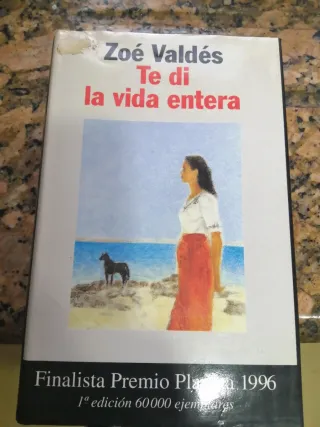 Zoé Valdés
Te di
la vida entera
Finalista Premio Planeta 1996
1ª edición 60 000 ejemplares